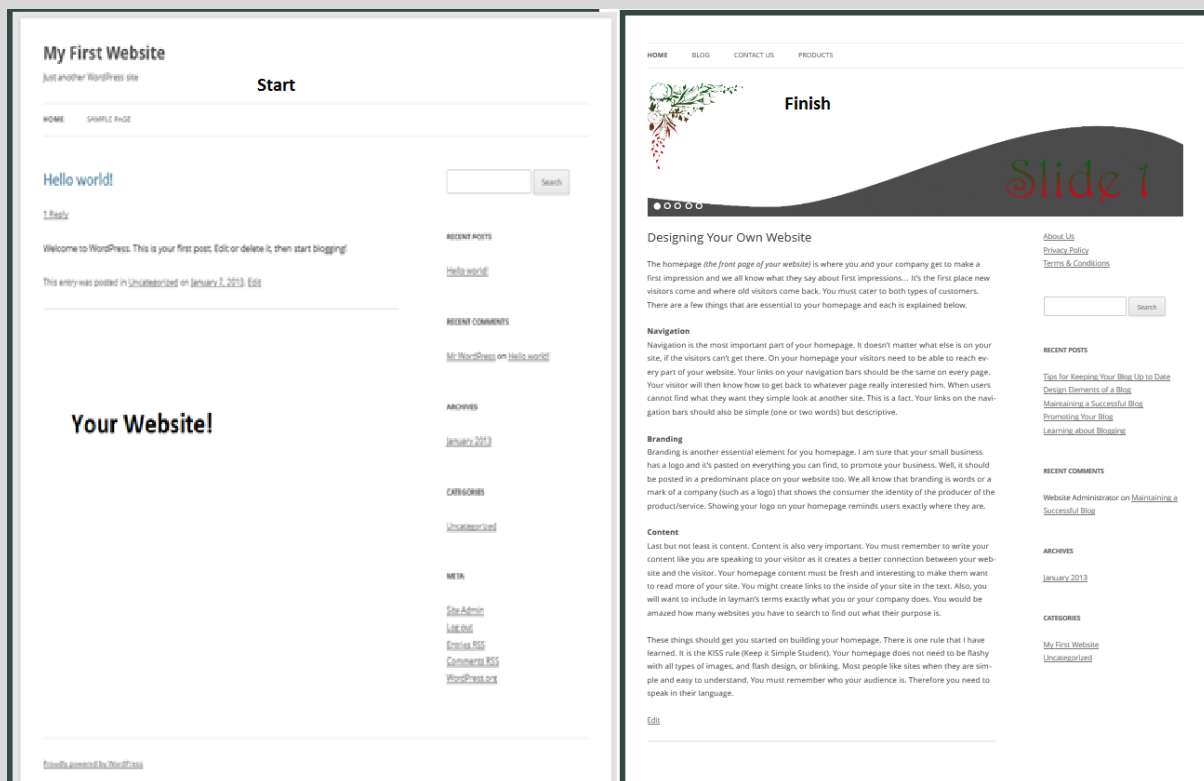 My First Website
Just another WordPress site
Start
HOME SAMPLE PAGE
Hello world!
1 Reply
Welcome to WordPress. This is your first post. Edit or delete it, then start blogging!
This entry was posted in Uncategorized on January 7, 2013. Edit
Your Website!
Search
RECENT POSTS
Hello world!
RECENT COMMENTS
Mr WordPress on Hello world!
ARCHIVES
January 2013
CATEGORIES
Uncategorized
META
Site Admin
Log out
Entries RSS
Comments RSS
WordPress.org
Proudly powered by WordPress
HOME BLOG CONTACT US PRODUCTS
Finish
Slide 1
Designing Your Own Website
The homepage (the front page of your website) is where you and your company get to make a
first impression and we all know what they say about first impressions... It's the first place new
visitors come and where old visitors come back. You must cater to both types of customers.
There are a few things that are essential to your homepage and each is explained below.
Navigation
Navigation is the most important part of your homepage. It doesn't matter what else is on your
site, if the visitors can't get there. On your homepage your visitors need to be able to reach ev-
ery part of your website. Your links on your navigation bars should be the same on every page.
Your visitor will then know how to get back to whatever page really interested him. When users
cannot find what they want they simple look at another site. This is a fact. Your links on the navi-
gation bars should also be simple (one or two words) but descriptive.
Branding
Branding is another essential element for you homepage. I am sure that your small business
has a logo and it's pasted on everything you can find, to promote your business. Well, it should
be posted in a predominant place on your website too. We all know that branding is words or a
mark of a company (such as a logo) that shows the consumer the identity of the producer of the
product/service. Showing your logo on your homepage reminds users exactly where they are.
Content
Last but not least is content. Content is also very important. You must remember to write your
content like you are speaking to your visitor as it creates a better connection between your web-
site and the visitor. Your homepage content must be fresh and interesting to make them want
to read more of your site. You might create links to the inside of your site in the text. Also, you
will want to include in layman's terms exactly what you or your company does. You would be
amazed how many websites you have to search to find out what their purpose is.
These things should get you started on building your homepage. There is one rule that I have
learned. It is the KISS rule (Keep it Simple Student). Your homepage does not need to be flashy
with all types of images, and flash design, or blinking. Most people like sites when they are sim-
ple and easy to understand. You must remember who your audience is. Therefore you need to
speak in their language.
Edit
About Us
Privacy Policy
Terms & Conditions
Search
RECENT POSTS
Tips for Keeping Your Blog Up to Date
Design Elements of a Blog
Maintaining a Successful Blog
Promoting Your Blog
Learning about Blogging
RECENT COMMENTS
Website Administrator on Maintaining a
Successful Blog
ARCHIVES
January 2013
CATEGORIES
My First Website
Uncategorized